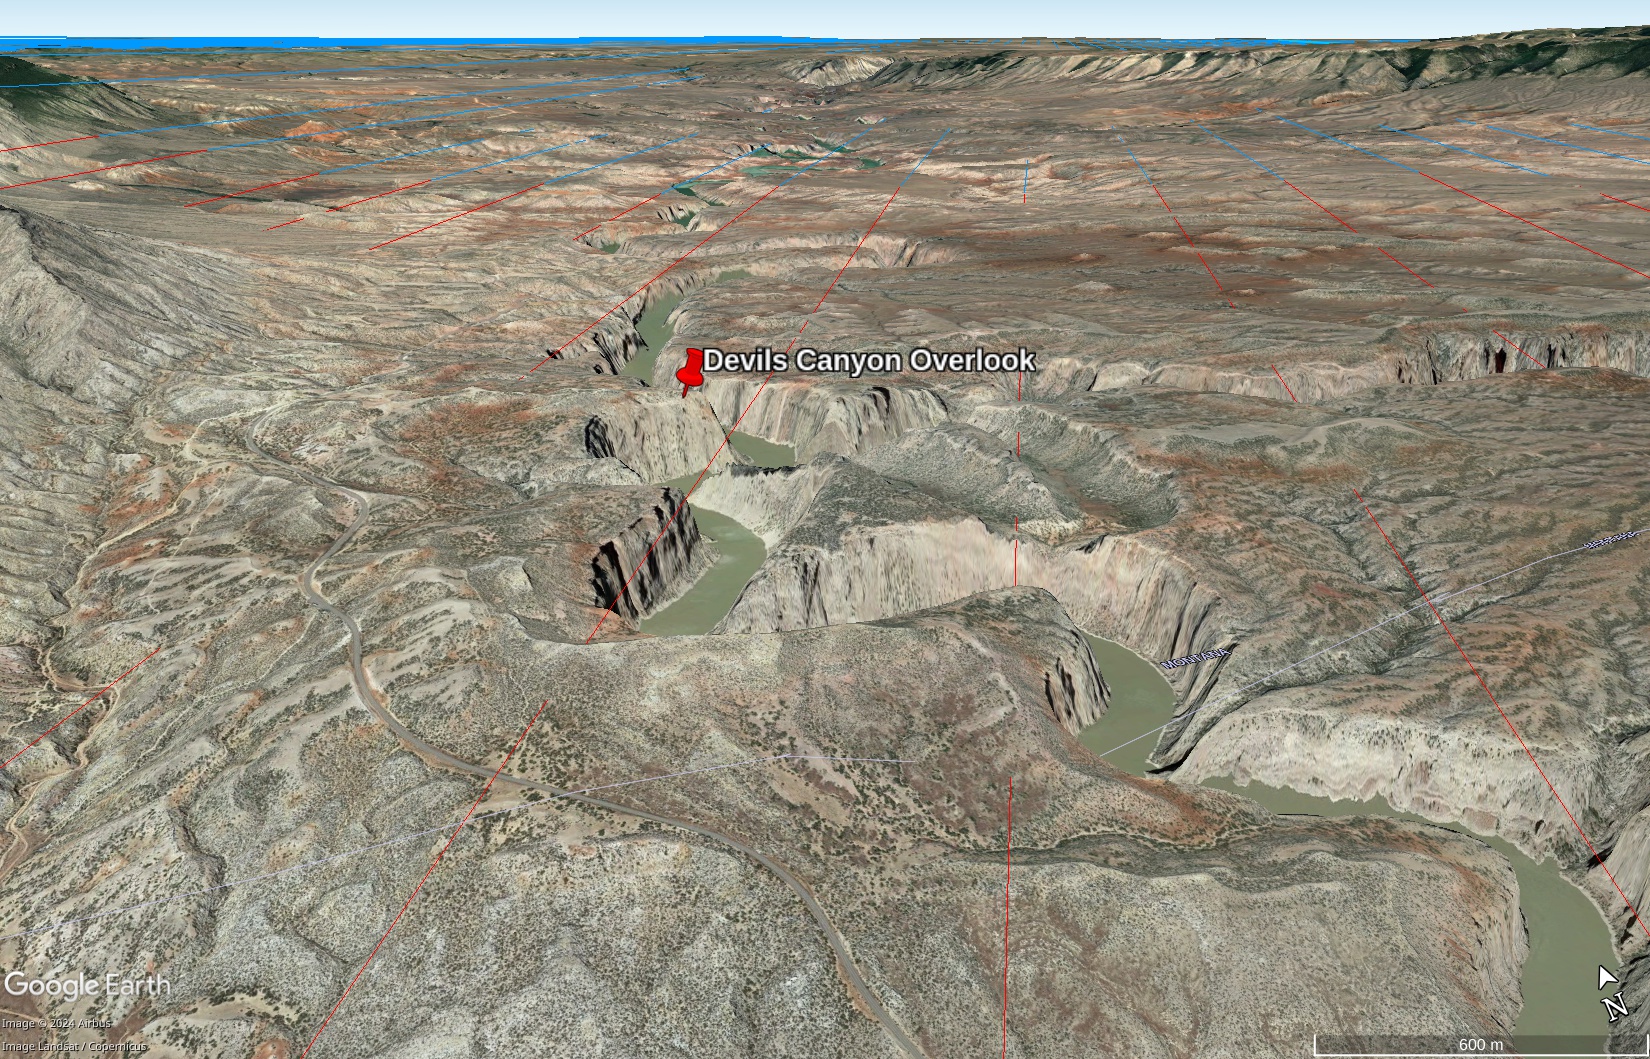 Devils Canyon Overlook
MONTANA
Google Earth
Image © 2024 Airbus
Image Landsat / Copernicus
N
600 m